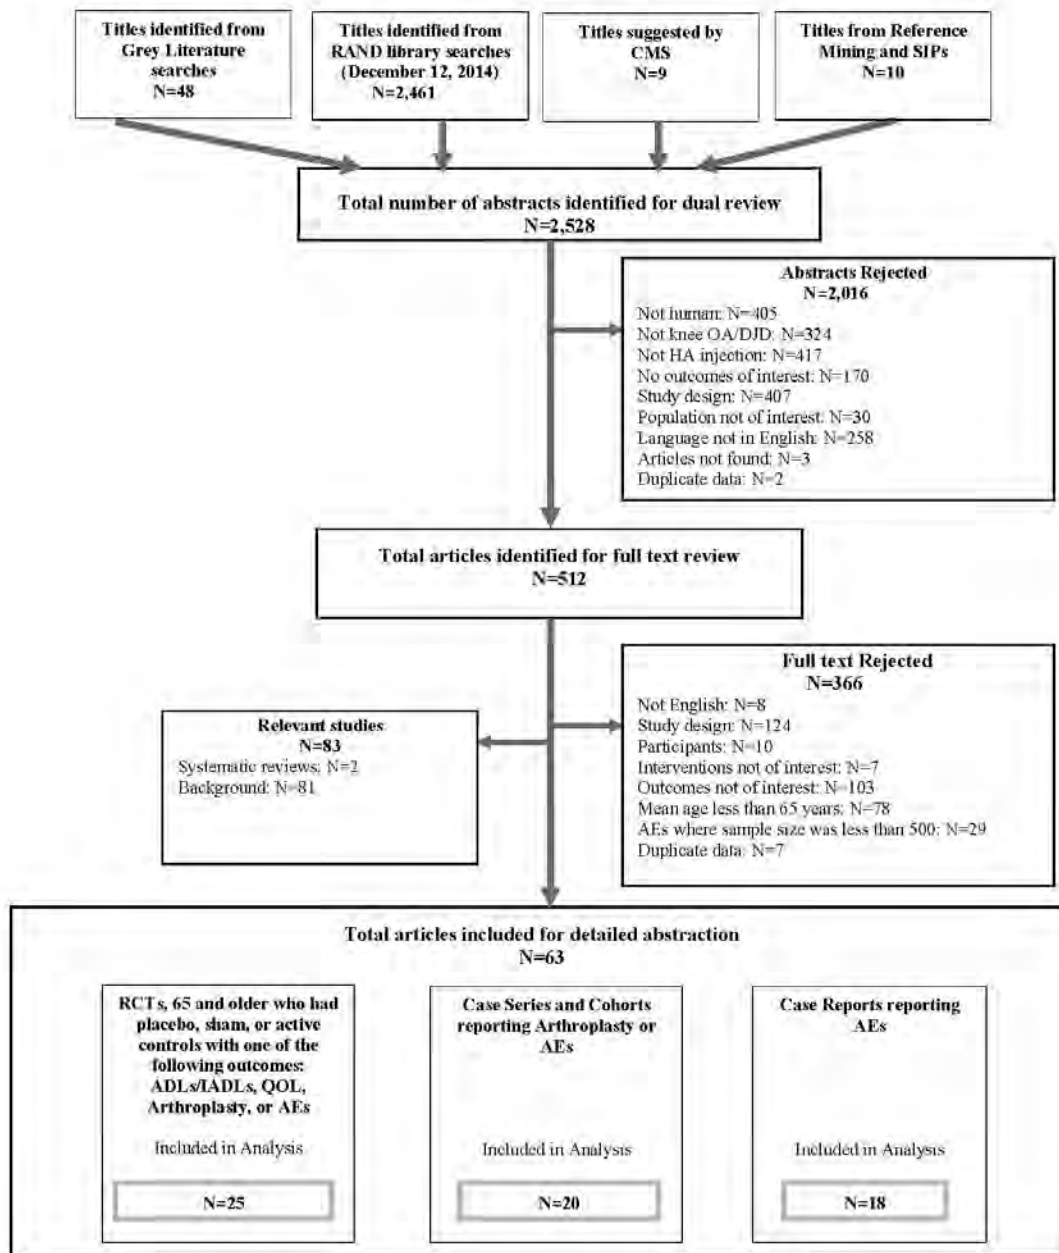 Titles identified from
Grey Literature
searches
N=48
Titles identified from
RAND library searches
(December 12, 2014)
N=2,461
Titles suggested by
CMS
N=9
Titles from Reference
Mining and SIPs
N=10
Total number of abstracts identified for dual review
N=2,528
Abstracts Rejected
N=2,016
Not human: N=405
Not knee OA/DJD: N=324
Not HA injection: N=417
No outcomes of interest: N=170
Study design: N=407
Population not of interest: N=30
Language not in English: N=258
Articles not found: N=3
Duplicate data: N=2
Total articles identified for full text review
N=512
Full text Rejected
N=366
Not English: N=8
Study design: N=124
Participants: N=10
Interventions not of interest: N=7
Outcomes not of interest: N=103
Mean age less than 65 years: N=78
AEs where sample size was less than 500: N=29
Duplicate data: N=7
Relevant studies
N=83
Systematic reviews: N=2
Background: N=81
Total articles included for detailed abstraction
N=63
RCTs, 65 and older who had
placebo, sham, or active
controls with one of the
following outcomes:
ADLs/IADLs, QOL,
Arthroplasty, or AEs
Included in Analysis
N=25
Case Series and Cohorts
reporting Arthroplasty or
AEs
Included in Analysis
N=20
Case Reports reporting
AEs
Included in Analysis
N=18